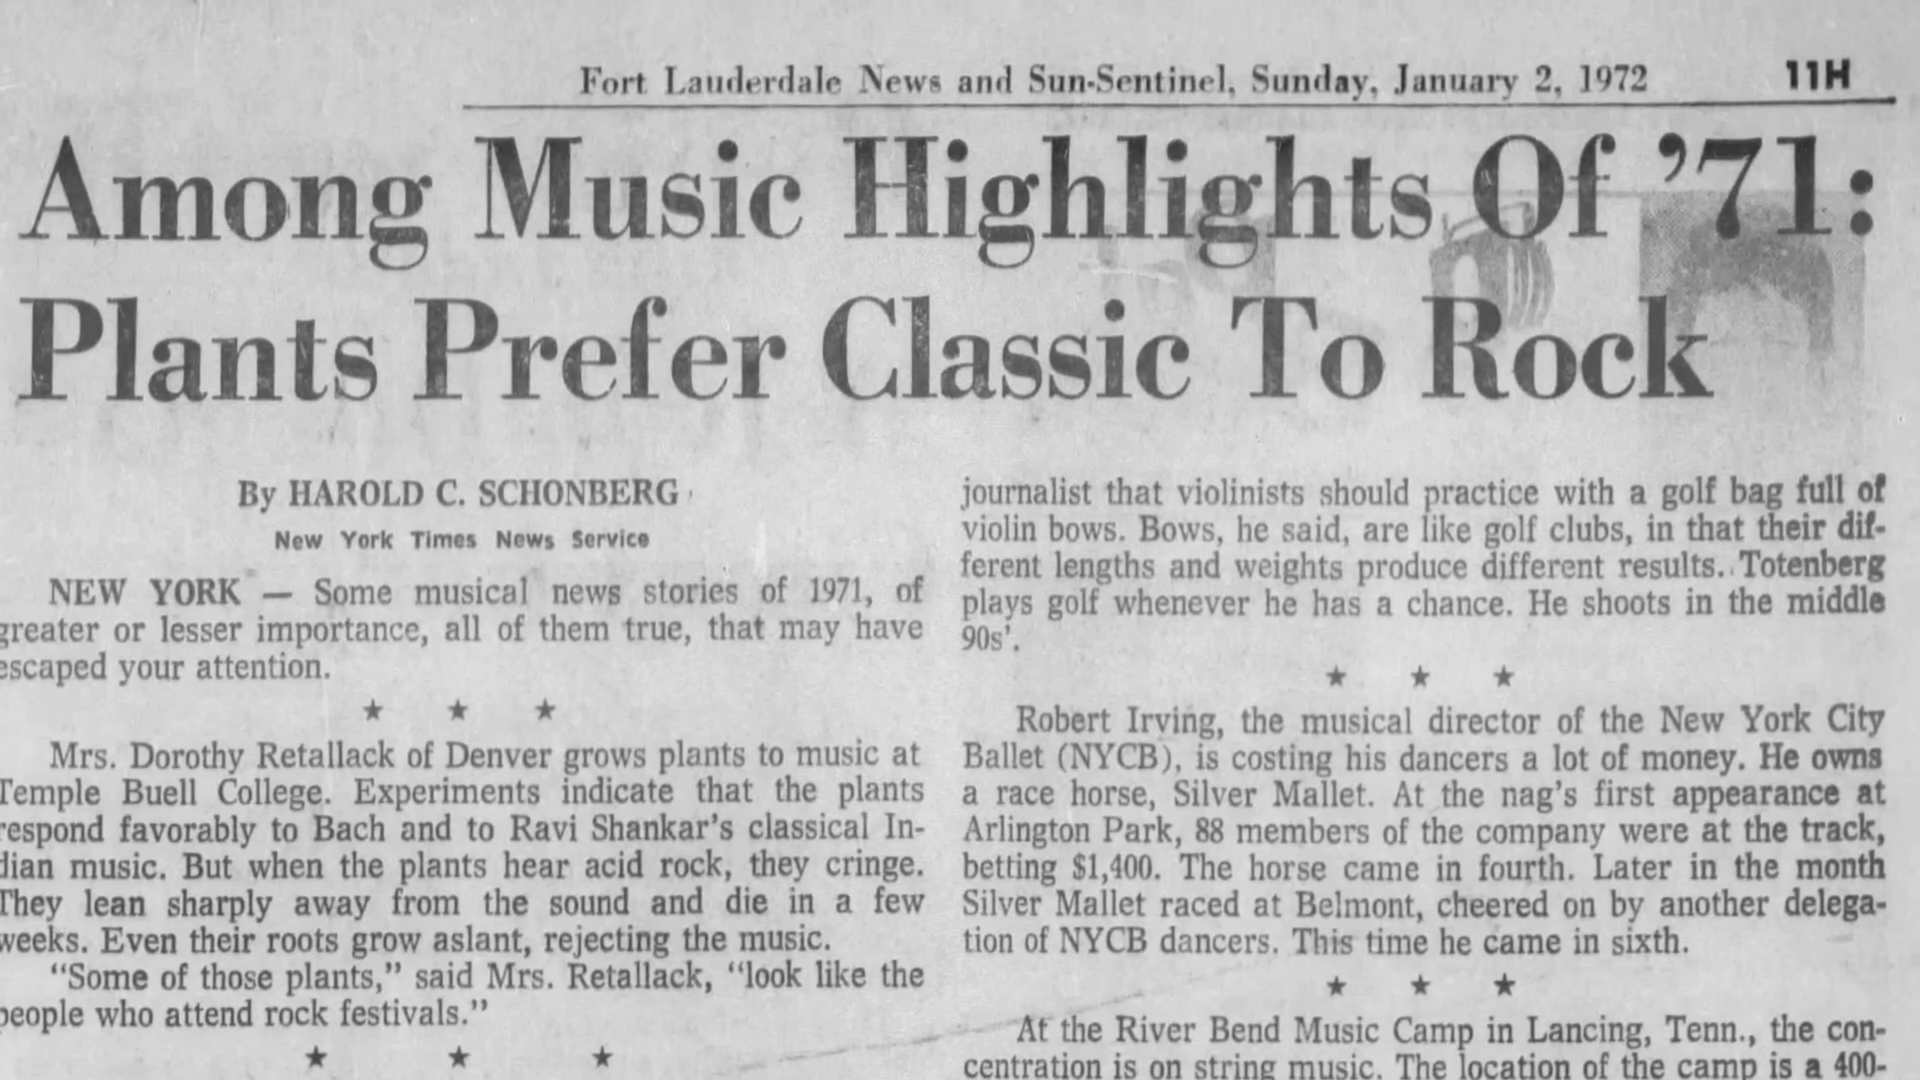 Fort Lauderdale News and Sun-Sentinel, Sunday, January 2, 1972 11H
Among Music Highlights Of ’71:
Plants Prefer Classic To Rock
By HAROLD C. SCHONBERG
New York Times News Service
NEW YORK — Some musical news stories of 1971, of
greater or lesser importance, all of them true, that may have
escaped your attention.
★ ★ ★
Mrs. Dorothy Retallack of Denver grows plants to music at
Temple Buell College. Experiments indicate that the plants
respond favorably to Bach and to Ravi Shankar’s classical In-
dian music. But when the plants hear acid rock, they cringe.
They lean sharply away from the sound and die in a few
weeks. Even their roots grow aslant, rejecting the music.
“Some of those plants,” said Mrs. Retallack, “look like the
people who attend rock festivals.”
★ ★ ★
journalist that violinists should practice with a golf bag full of
violin bows. Bows, he said, are like golf clubs, in that their dif-
ferent lengths and weights produce different results. Totenberg
plays golf whenever he has a chance. He shoots in the middle
90s’.
★ ★ ★
Robert Irving, the musical director of the New York City
Ballet (NYCB), is costing his dancers a lot of money. He owns
a race horse, Silver Mallet. At the nag’s first appearance at
Arlington Park, 88 members of the company were at the track,
betting $1,400. The horse came in fourth. Later in the month
Silver Mallet raced at Belmont, cheered on by another delega-
tion of NYCB dancers. This time he came in sixth.
★ ★ ★
At the River Bend Music Camp in Lancing, Tenn., the con-
centration is on string music. The location of the camp is a 400-